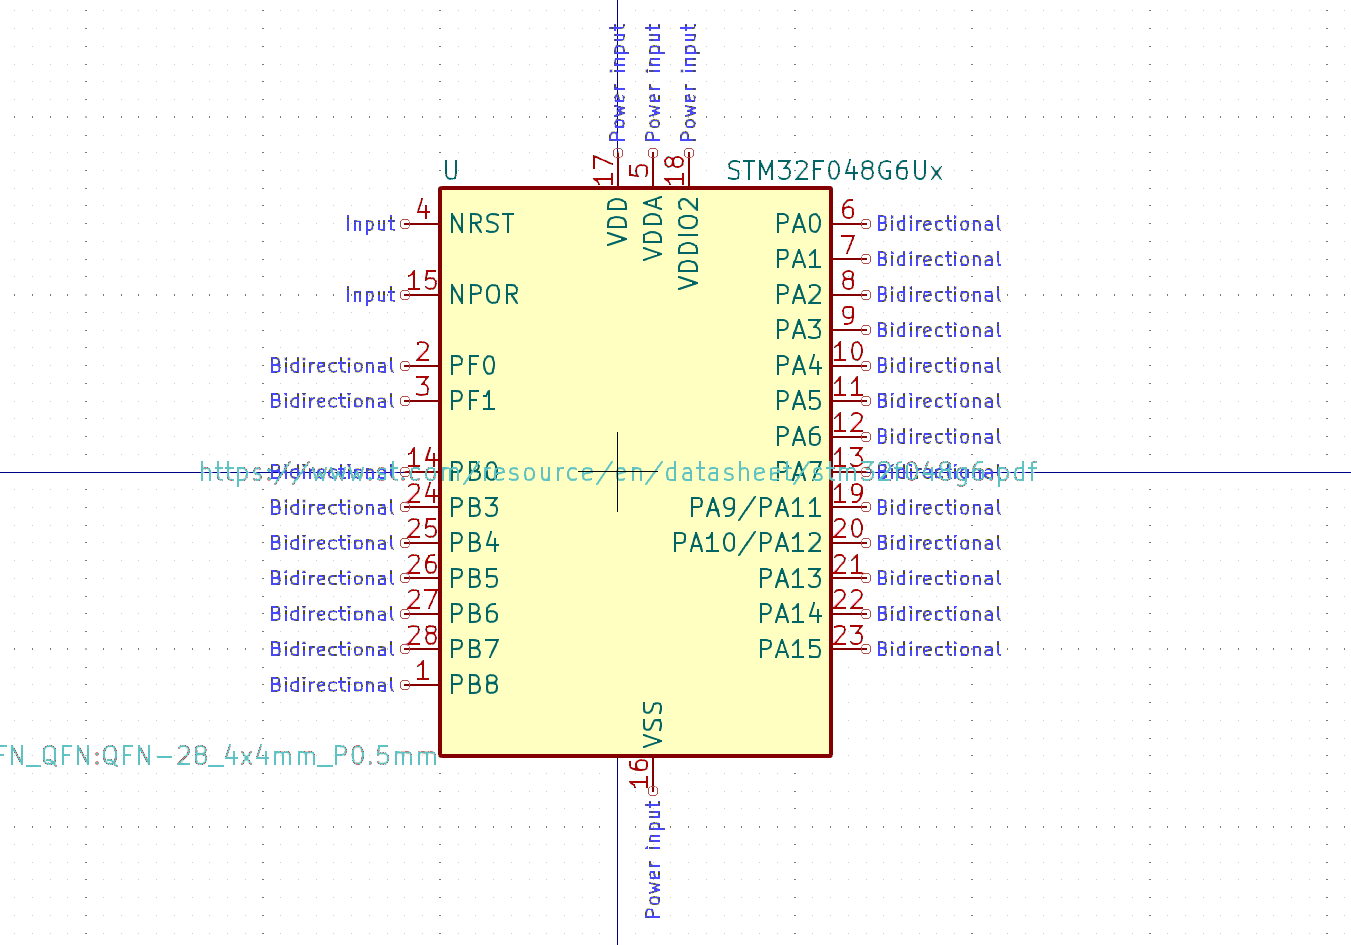 Power input
Power input
Power input
17
5
18
U
STM32F048G6Ux
VDD
VDDA
VDDIO2
Input 4 NRST
PA0 6 Bidirectional
PA1 7 Bidirectional
Input 15 NPOR
PA2 8 Bidirectional
PA3 9 Bidirectional
Bidirectional 2 PF0
PA4 10 Bidirectional
Bidirectional 3 PF1
PA5 11 Bidirectional
PA6 12 Bidirectional
Bidirectional 14 PB0
PA7 13 Bidirectional
https://www.st.com/resource/en/datasheet/stm32f048g6.pdf
Bidirectional 24 PB3
PA9/PA11 19 Bidirectional
Bidirectional 25 PB4
PA10/PA12 20 Bidirectional
Bidirectional 26 PB5
PA13 21 Bidirectional
Bidirectional 27 PB6
PA14 22 Bidirectional
Bidirectional 28 PB7
PA15 23 Bidirectional
Bidirectional 1 PB8
VSS
FN_QFN:QFN-28_4x4mm_P0.5mm
16
Power input